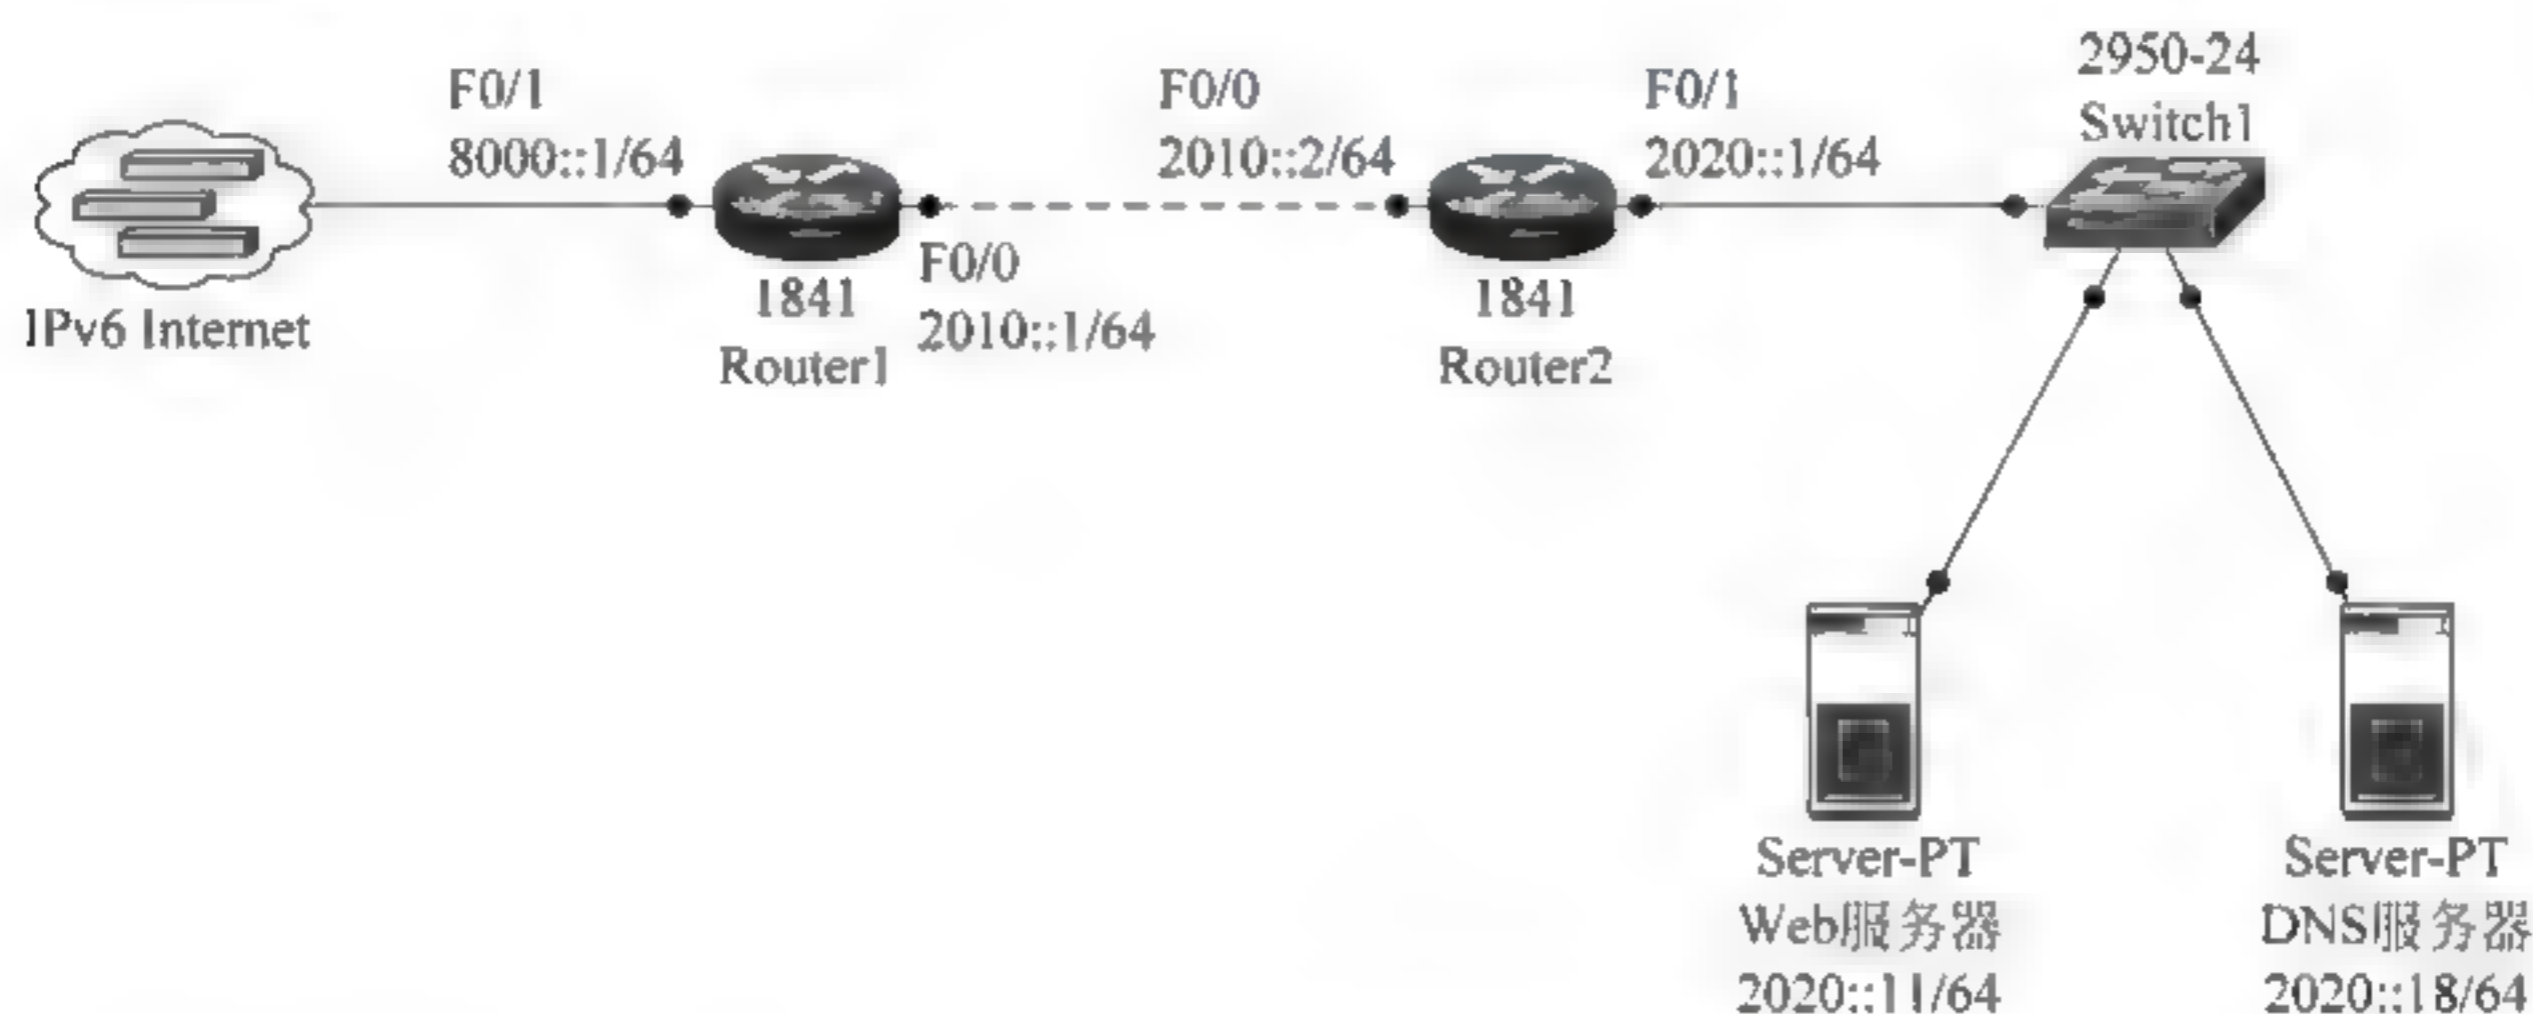 F0/1
8000::1/64
IPv6 Internet
1841
Router1
F0/0
2010::1/64
F0/0
2010::2/64
1841
Router2
F0/1
2020::1/64
2950-24
Switch1
Server-PT
Web服务器
2020::11/64
Server-PT
DNS服务器
2020::18/64